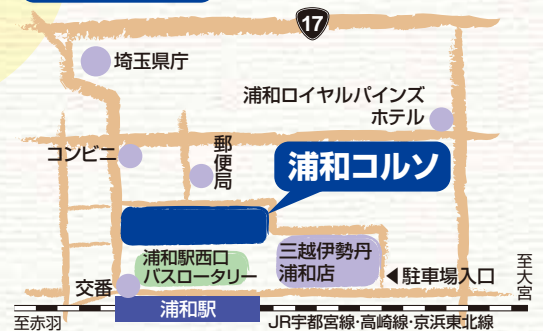 17
埼玉県庁
浦和ロイヤルパインズ
ホテル
コンビニ
郵便局
浦和コルソ
浦和駅西口
バスロータリー
三越伊勢丹
浦和店
◀駐車場入口
至大宮
交番
浦和駅
至赤羽
JR宇都宮線・高崎線・京浜東北線